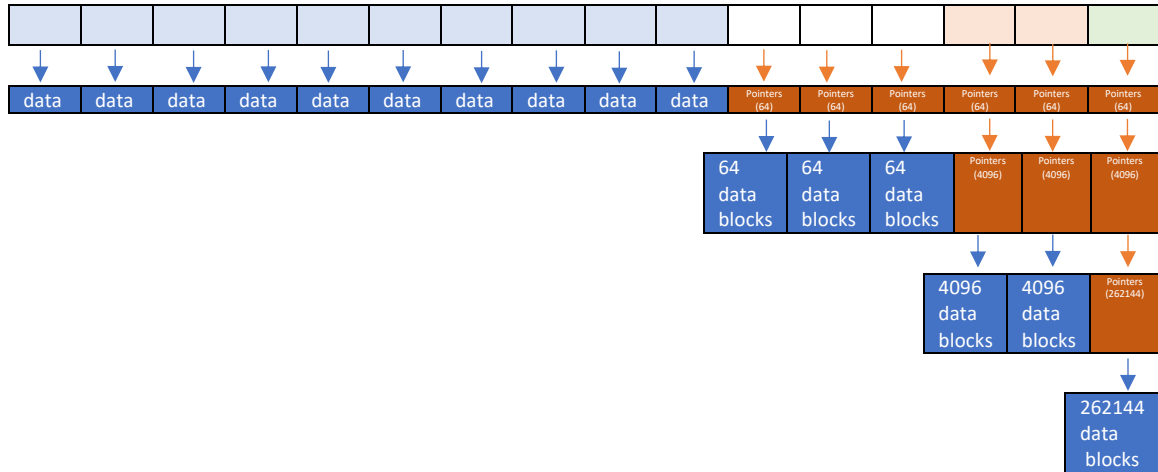 data
data
data
data
data
data
data
data
data
data
Pointers
(64)
Pointers
(64)
Pointers
(64)
Pointers
(64)
Pointers
(64)
Pointers
(64)
64
data
blocks
64
data
blocks
64
data
blocks
Pointers
(4096)
Pointers
(4096)
Pointers
(4096)
4096
data
blocks
4096
data
blocks
Pointers
(262144)
262144
data
blocks